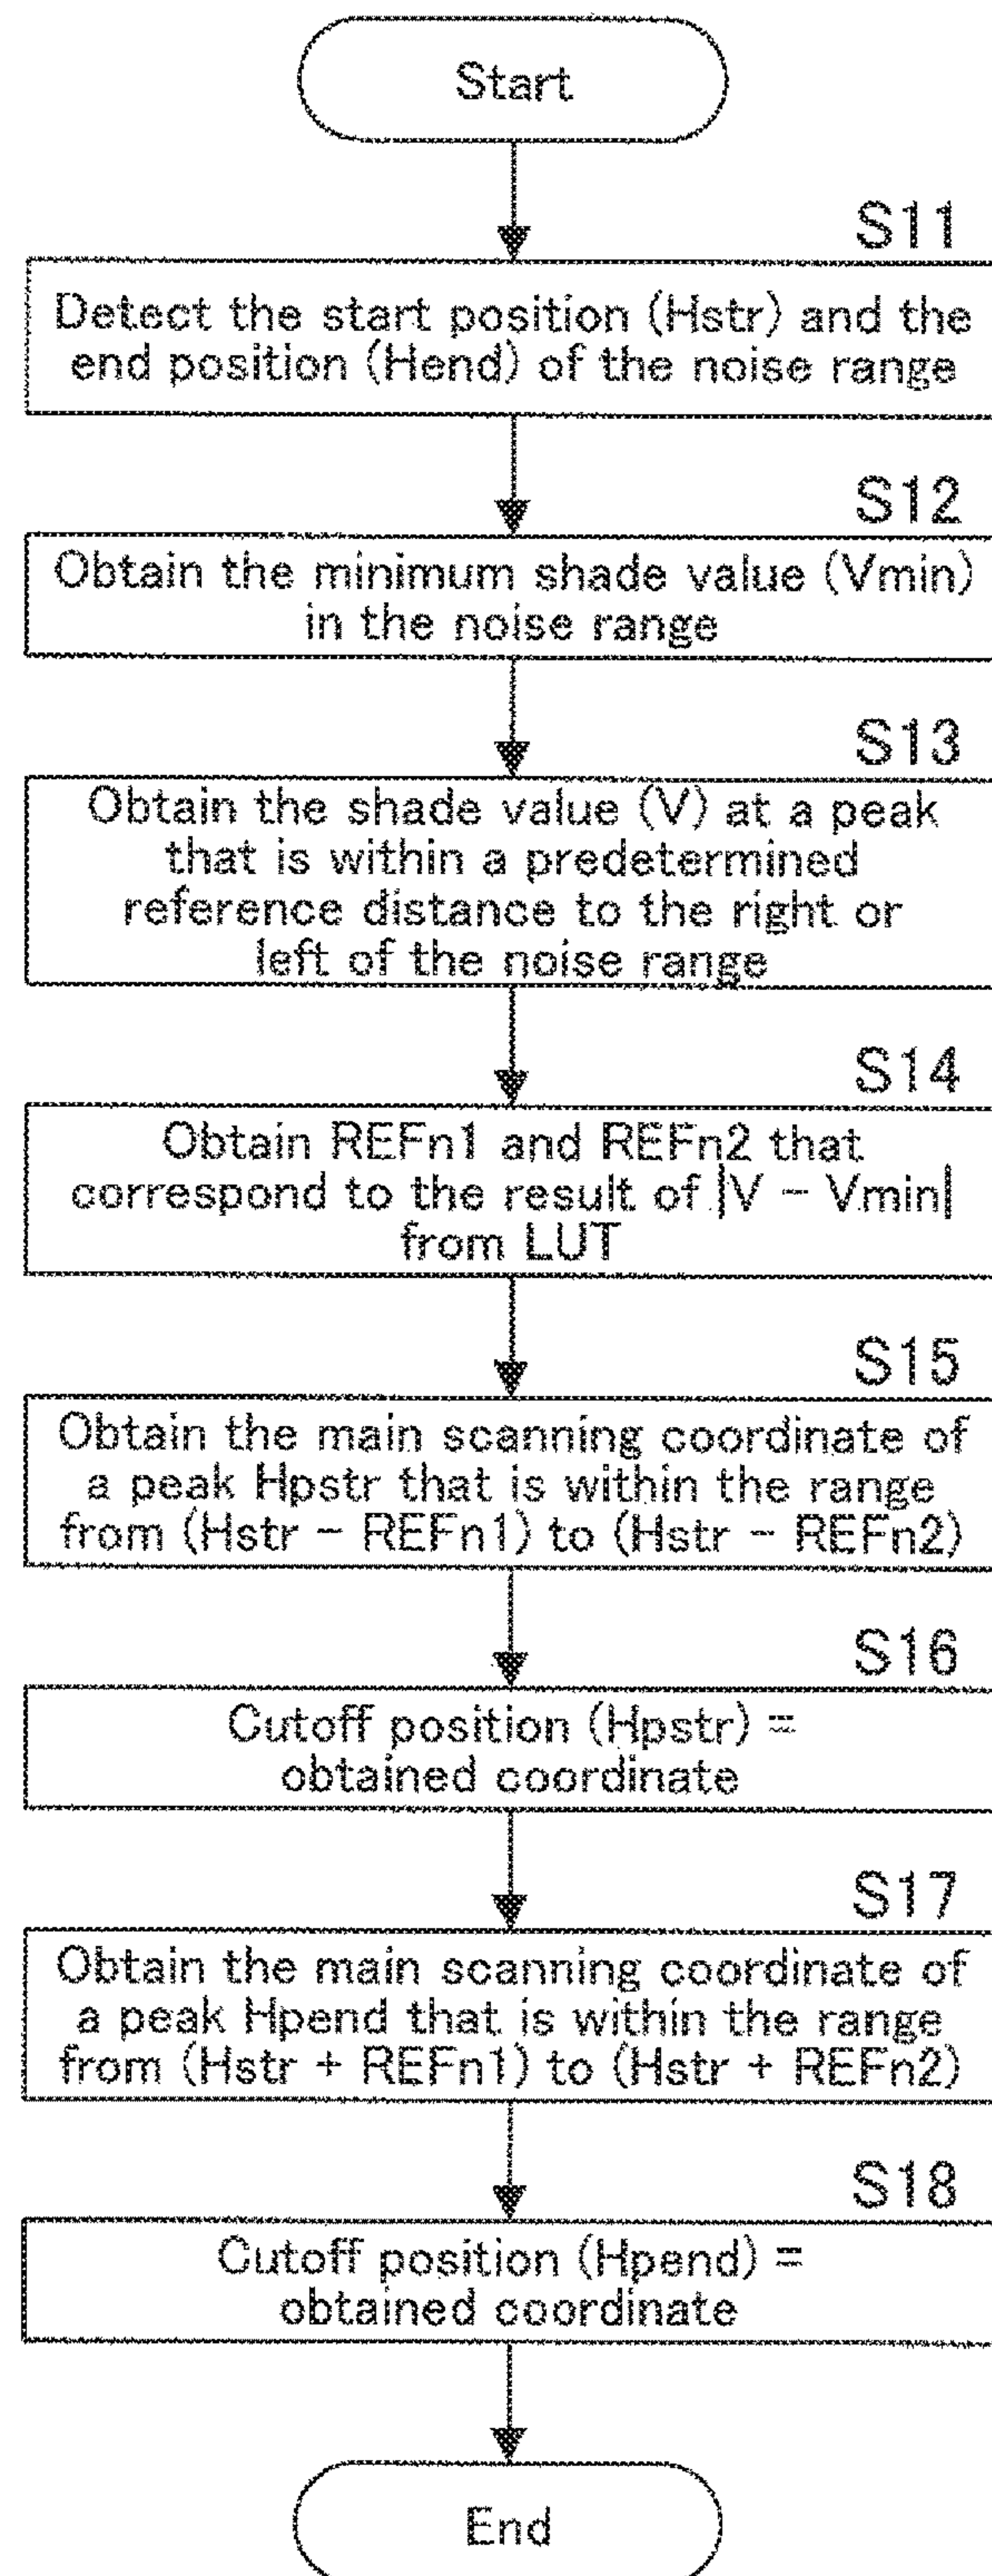 Start
S11
Detect the start position (Hstr) and the
end position (Hend) of the noise range
S12
Obtain the minimum shade value (Vmin)
in the noise range
S13
Obtain the shade value (V) at a peak
that is within a predetermined
reference distance to the right or
left of the noise range
S14
Obtain REFn1 and REFn2 that
correspond to the result of |V - Vmin|
from LUT
S15
Obtain the main scanning coordinate of
a peak Hpstr that is within the range
from (Hstr - REFn1) to (Hstr - REFn2)
S16
Cutoff position (Hpstr) =
obtained coordinate
S17
Obtain the main scanning coordinate of
a peak Hpend that is within the range
from (Hstr + REFn1) to (Hstr + REFn2)
S18
Cutoff position (Hpend) =
obtained coordinate
End